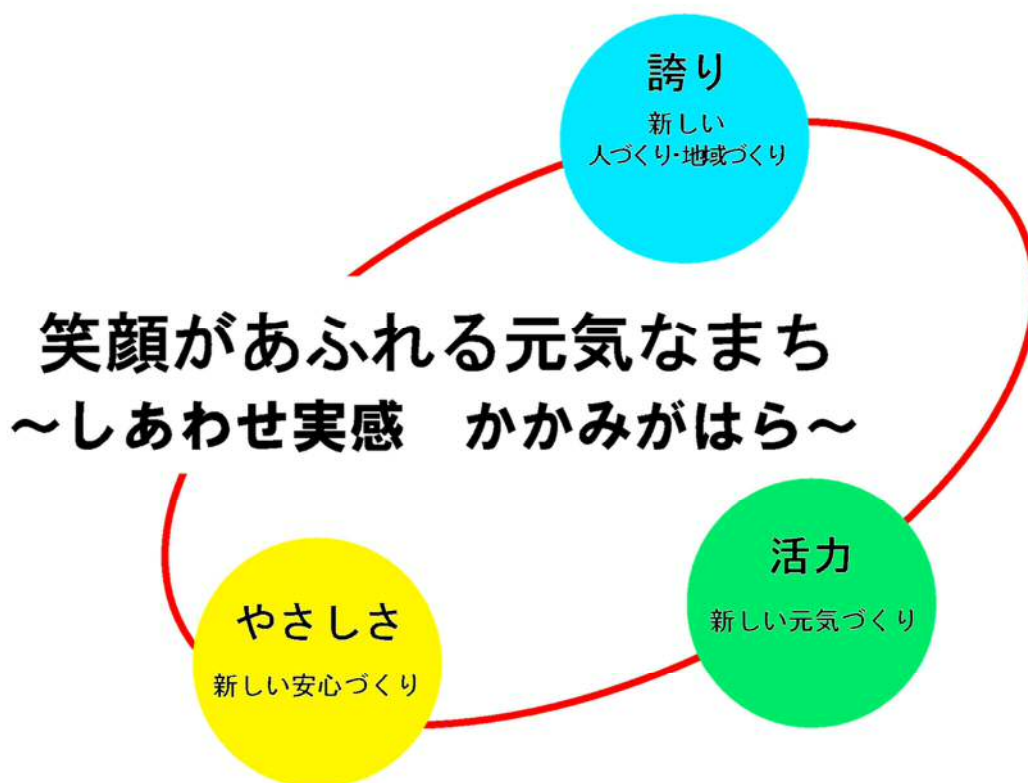 誇り
新しい
人づくり・地域づくり
笑顔があふれる元気なまち
～しあわせ実感　かかみがはら～
活力
新しい元気づくり
やさしさ
新しい安心づくり